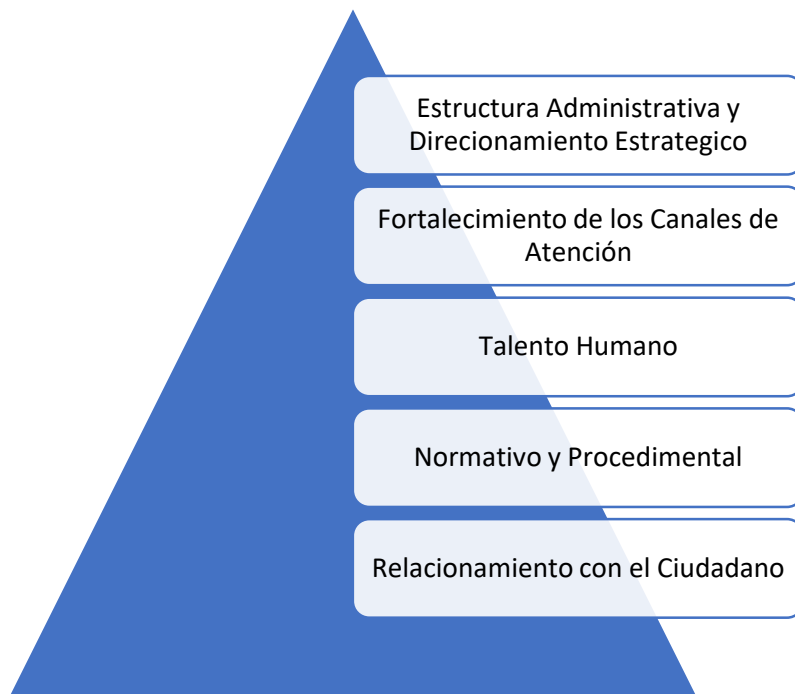 Estructura Administrativa y
Direcionamiento Estrategico
Fortalecimiento de los Canales de
Atención
Talento Humano
Normativo y Procedimental
Relacionamiento con el Ciudadano